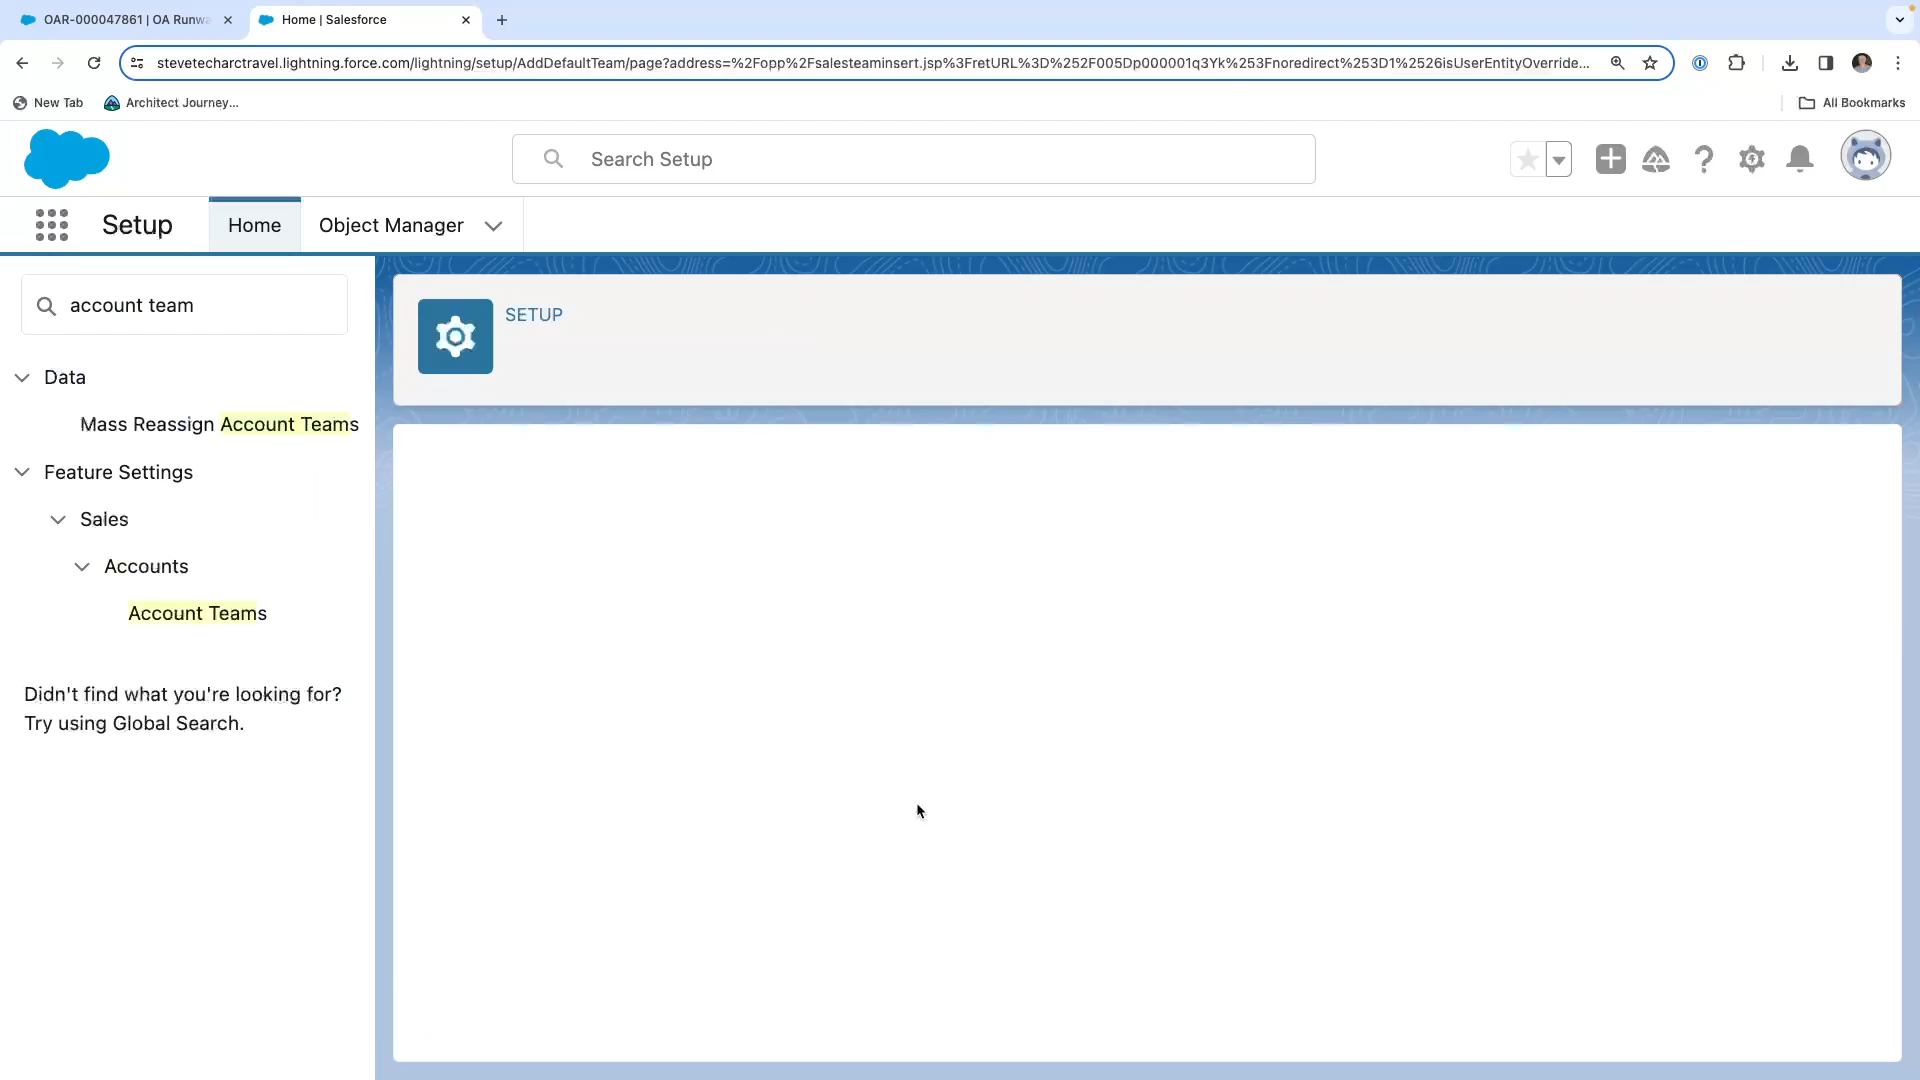 OAR-000047861 | OA Runwa
Home | Salesforce
stevetecharctravel.lightning.force.com/lightning/setup/AddDefaultTeam/page?address=%2Fopp%2Fsalesteaminsert.jsp%3FretURL%3D%252F005Dp000001q3Yk%253Fnoredirect%253D1%2526isUserEntityOverride...
New Tab
Architect Journey...
All Bookmarks
Search Setup
Setup
Home
Object Manager
account team
SETUP
Data
Mass Reassign Account Teams
Feature Settings
Sales
Accounts
Account Teams
Didn't find what you're looking for?
Try using Global Search.